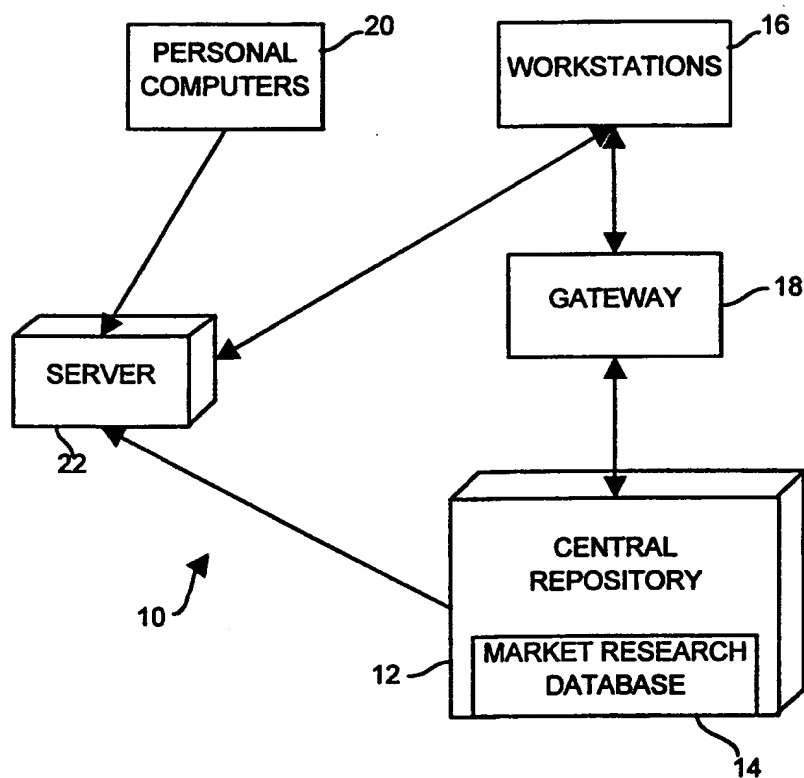 20
PERSONAL
COMPUTERS
16
WORKSTATIONS
GATEWAY
18
SERVER
22
CENTRAL
REPOSITORY
10
12
MARKET RESEARCH
DATABASE
14